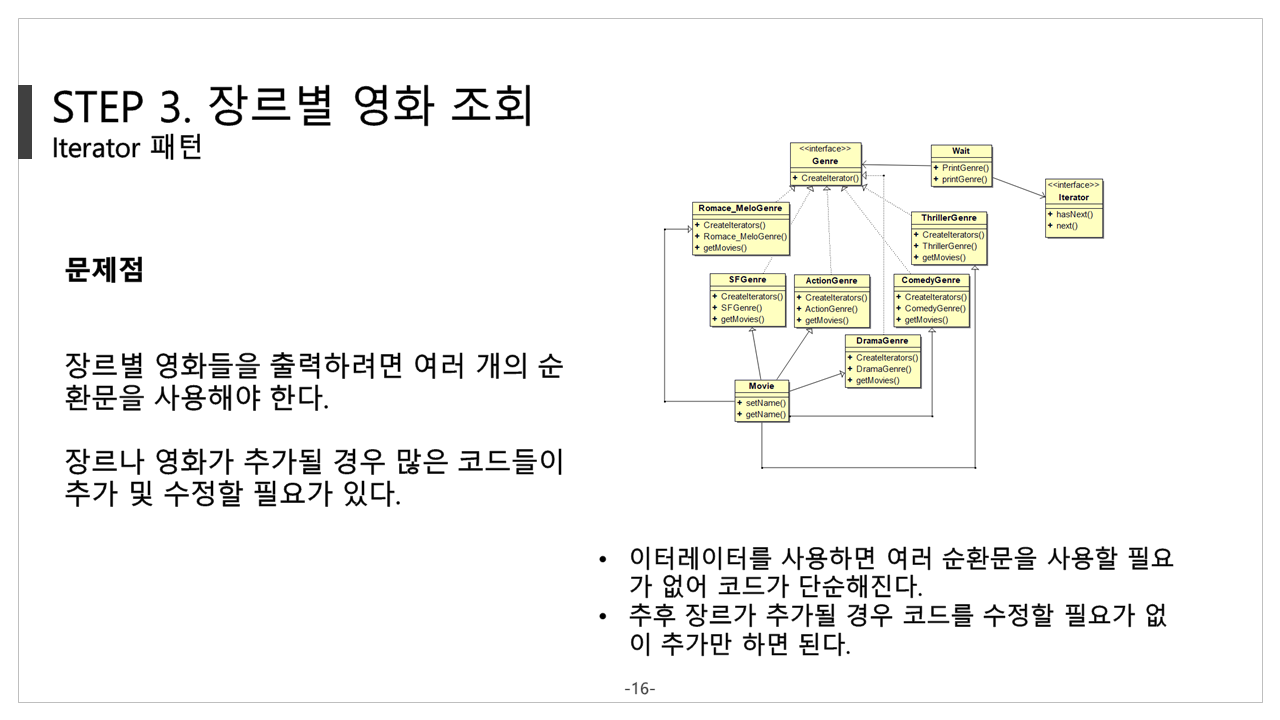 STEP 3. 장르별 영화 조회
Iterator 패턴
문제점
장르별 영화들을 출력하려면 여러 개의 순
환문을 사용해야 한다.
장르나 영화가 추가될 경우 많은 코드들이
추가 및 수정할 필요가 있다.
<<interface>>
Genre
+ CreateIterator()
Wait
+ PrintGenre()
+ printGenre()
<<interface>>
Iterator
+ hasNext()
+ next()
Romace_MeloGenre
+ CreateIterators()
+ Romace_MeloGenre()
+ getMovies()
ThrillerGenre
+ CreateIterators()
+ ThrillerGenre()
+ getMovies()
SFGenre
+ CreateIterators()
+ SFGenre()
+ getMovies()
ActionGenre
+ CreateIterators()
+ ActionGenre()
+ getMovies()
ComedyGenre
+ CreateIterators()
+ ComedyGenre()
+ getMovies()
DramaGenre
+ CreateIterators()
+ DramaGenre()
+ getMovies()
Movie
+ setName()
+ getName()
• 이터레이터를 사용하면 여러 순환문을 사용할 필요
가 없어 코드가 단순해진다.
• 추후 장르가 추가될 경우 코드를 수정할 필요가 없
이 추가만 하면 된다.
-16-